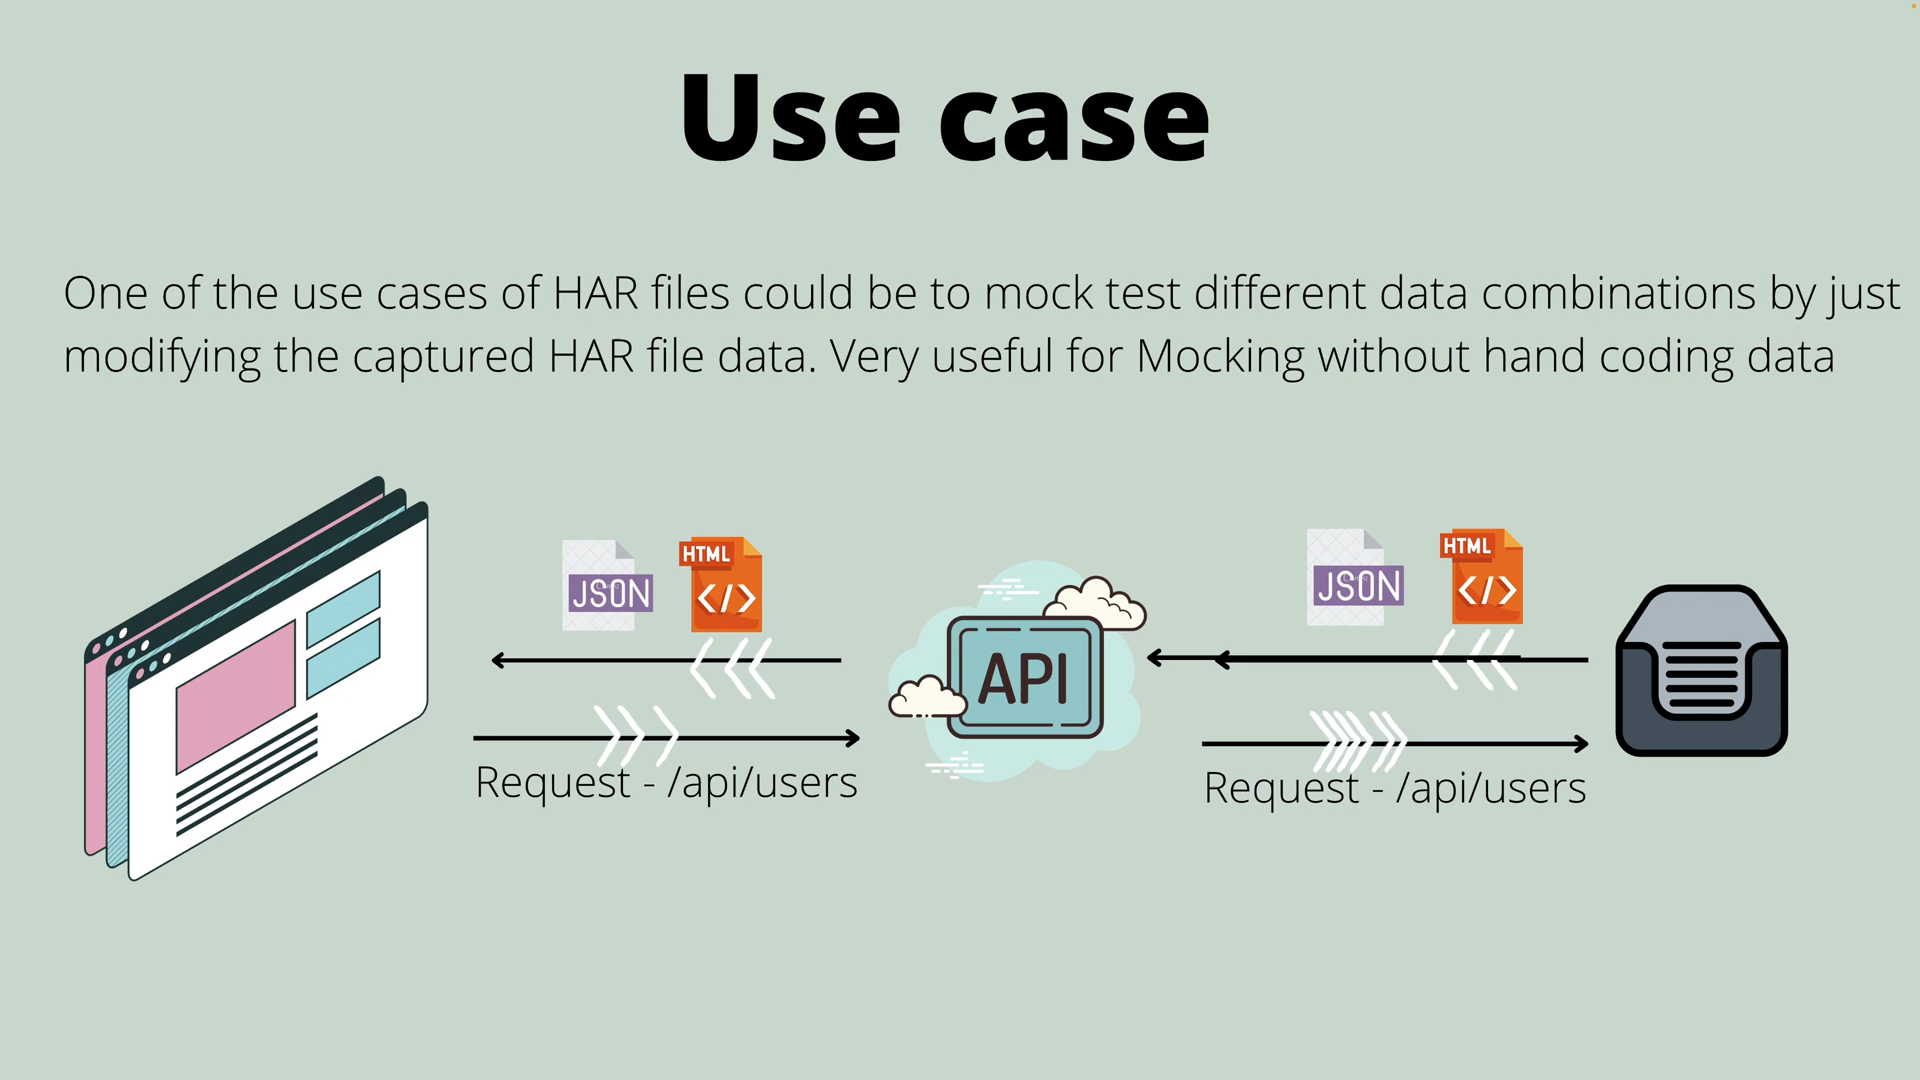 Use case
One of the use cases of HAR files could be to mock test different data combinations by just
modifying the captured HAR file data. Very useful for Mocking without hand coding data
JSON
HTML
</>
JSON
HTML
</>
API
Request - /api/users
Request - /api/users